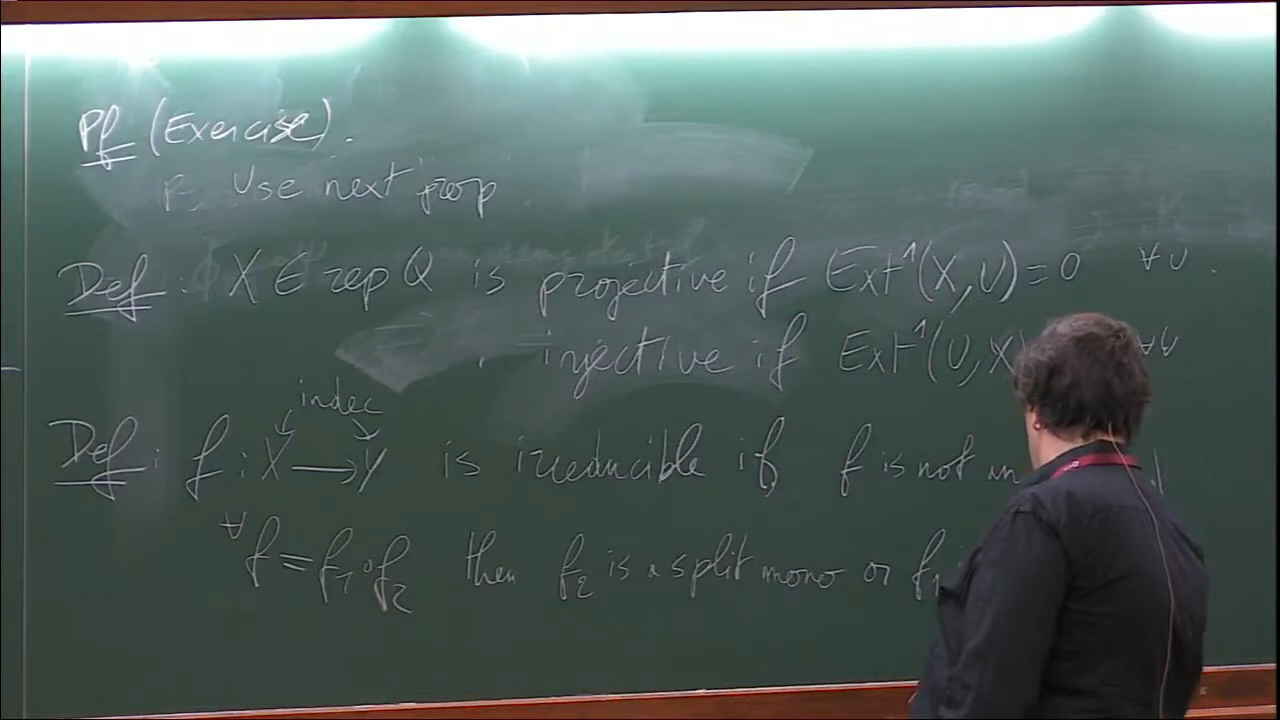 Pf (Exercise).
Use next prop
Def: X ∈ rep Q is projective if Ext¹(X,U)=0 ∀U.
injective if Ext¹(U,X) ∀U
indec
Def: f: X ⟶ Y is irreducible if f is not an
∀ f = f₁∘f₂ then f₂ is a split mono or f₁